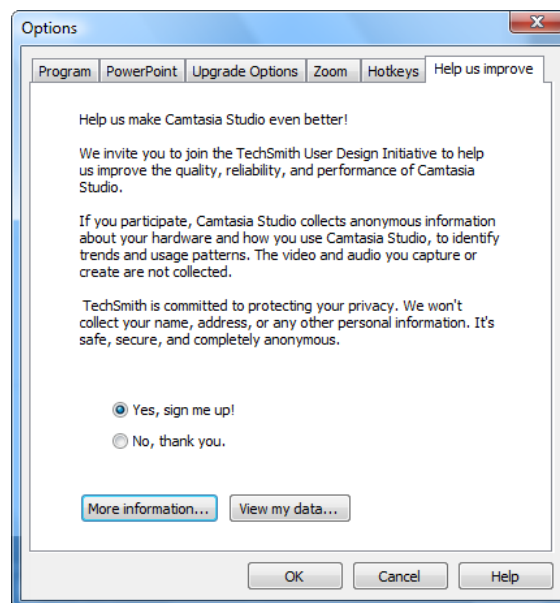 Options
Program PowerPoint Upgrade Options Zoom Hotkeys Help us improve
Help us make Camtasia Studio even better!
We invite you to join the TechSmith User Design Initiative to help
us improve the quality, reliability, and performance of Camtasia
Studio.
If you participate, Camtasia Studio collects anonymous information
about your hardware and how you use Camtasia Studio, to identify
trends and usage patterns. The video and audio you capture or
create are not collected.
TechSmith is committed to protecting your privacy. We won't
collect your name, address, or any other personal information. It's
safe, secure, and completely anonymous.
Yes, sign me up!
No, thank you.
More information... View my data...
OK Cancel Help